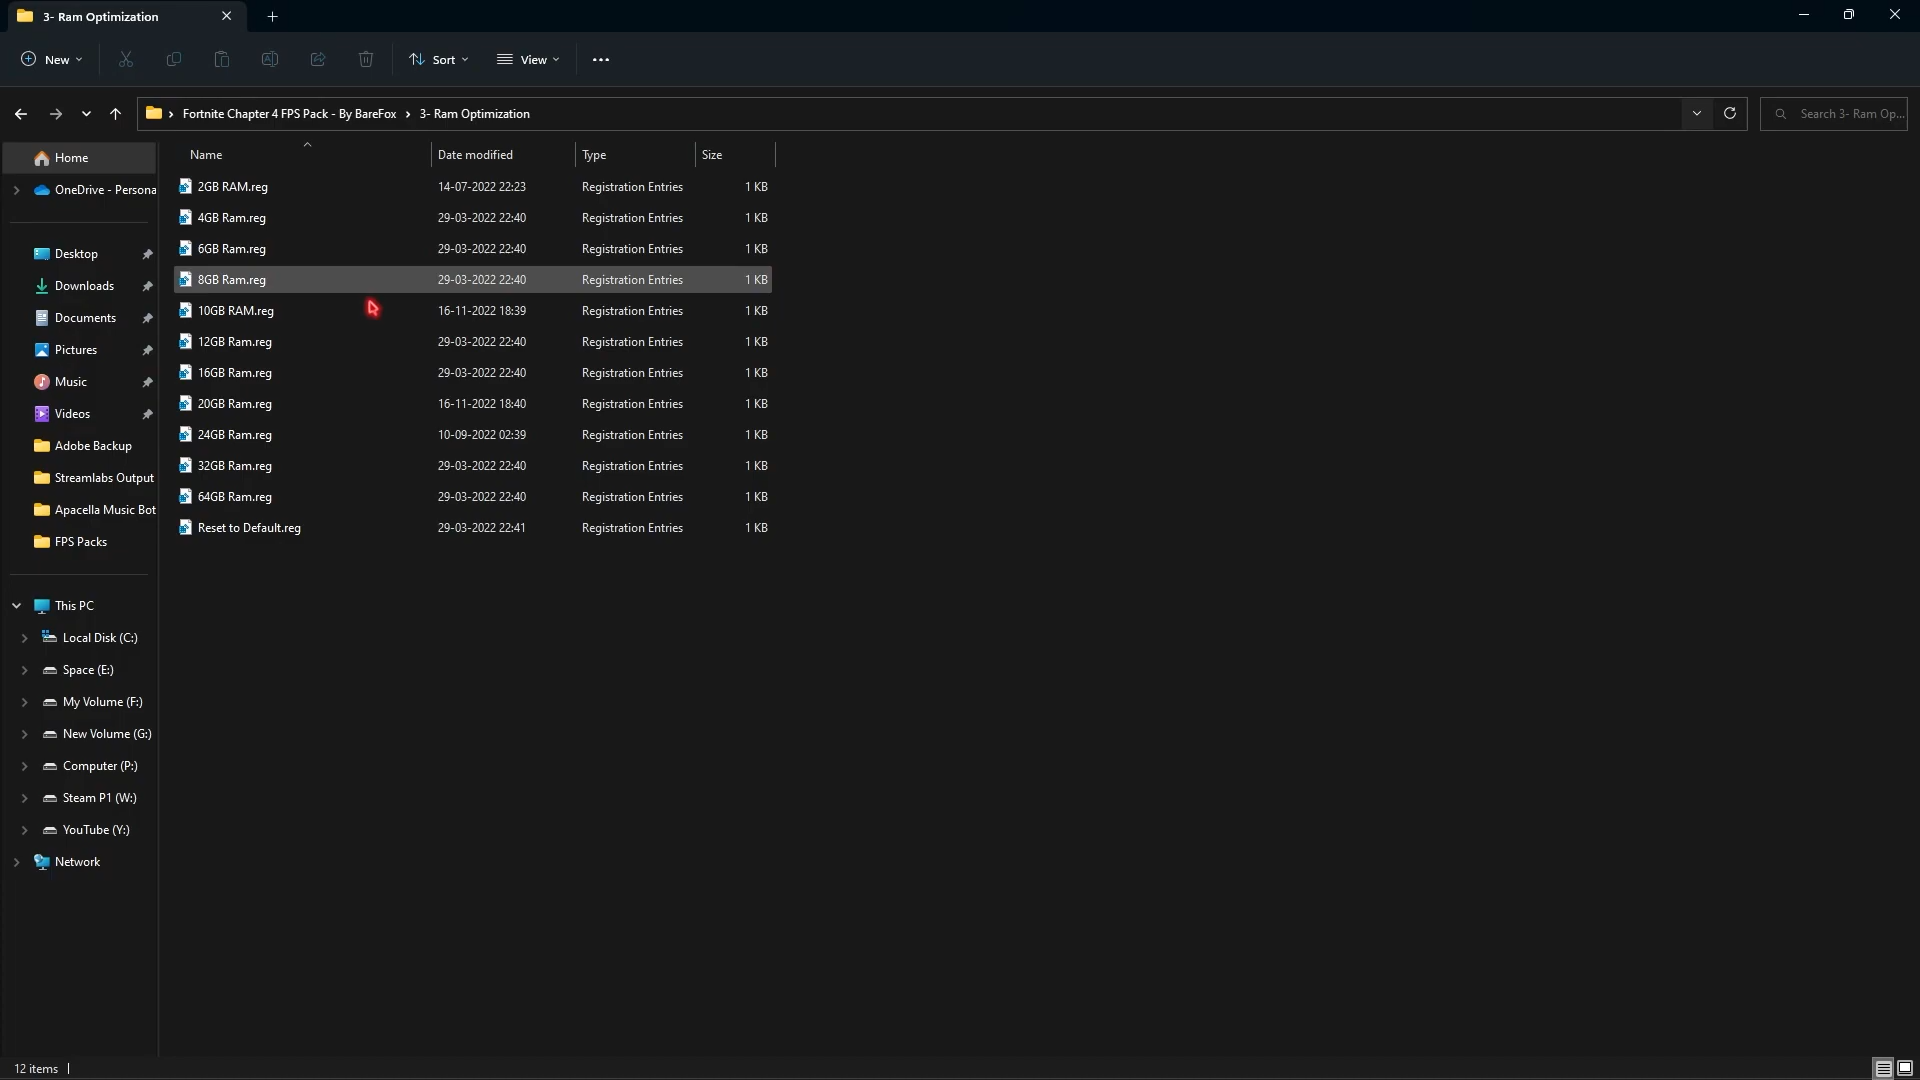 3- Ram Optimization
New
Sort
View
Fortnite Chapter 4 FPS Pack - By BareFox
3- Ram Optimization
Search 3- Ram Op...
Home
OneDrive - Persona
Desktop
Downloads
Documents
Pictures
Music
Videos
Adobe Backup
Streamlabs Output
Apacella Music Bot
FPS Packs
This PC
Local Disk (C:)
Space (E:)
My Volume (F:)
New Volume (G:)
Computer (P:)
Steam P1 (W:)
YouTube (Y:)
Network
Name Date modified Type Size
2GB RAM.reg 14-07-2022 22:23 Registration Entries 1 KB
4GB Ram.reg 29-03-2022 22:40 Registration Entries 1 KB
6GB Ram.reg 29-03-2022 22:40 Registration Entries 1 KB
8GB Ram.reg 29-03-2022 22:40 Registration Entries 1 KB
10GB RAM.reg 16-11-2022 18:39 Registration Entries 1 KB
12GB Ram.reg 29-03-2022 22:40 Registration Entries 1 KB
16GB Ram.reg 29-03-2022 22:40 Registration Entries 1 KB
20GB Ram.reg 16-11-2022 18:40 Registration Entries 1 KB
24GB Ram.reg 10-09-2022 02:39 Registration Entries 1 KB
32GB Ram.reg 29-03-2022 22:40 Registration Entries 1 KB
64GB Ram.reg 29-03-2022 22:40 Registration Entries 1 KB
Reset to Default.reg 29-03-2022 22:41 Registration Entries 1 KB
12 items